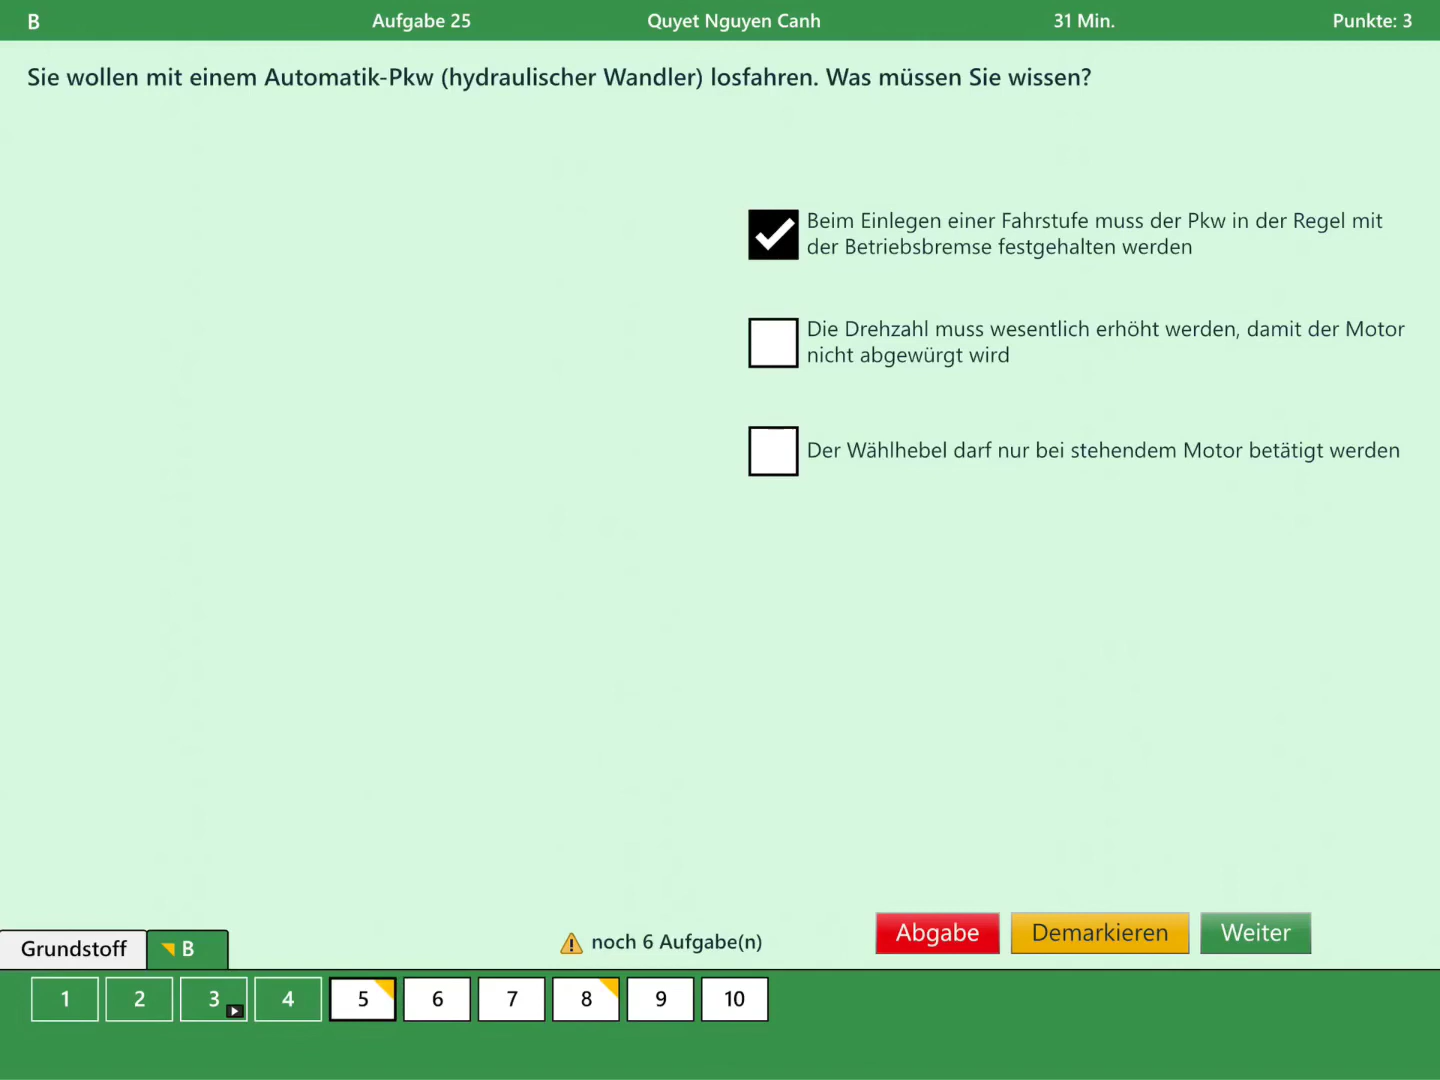 B Aufgabe 25 Quyet Nguyen Canh 31 Min. Punkte: 3
Sie wollen mit einem Automatik-Pkw (hydraulischer Wandler) losfahren. Was müssen Sie wissen?
Beim Einlegen einer Fahrstufe muss der Pkw in der Regel mit
der Betriebsbremse festgehalten werden
Die Drehzahl muss wesentlich erhöht werden, damit der Motor
nicht abgewürgt wird
Der Wählhebel darf nur bei stehendem Motor betätigt werden
Grundstoff B noch 6 Aufgabe(n) Abgabe Demarkieren Weiter
1 2 3 4 5 6 7 8 9 10